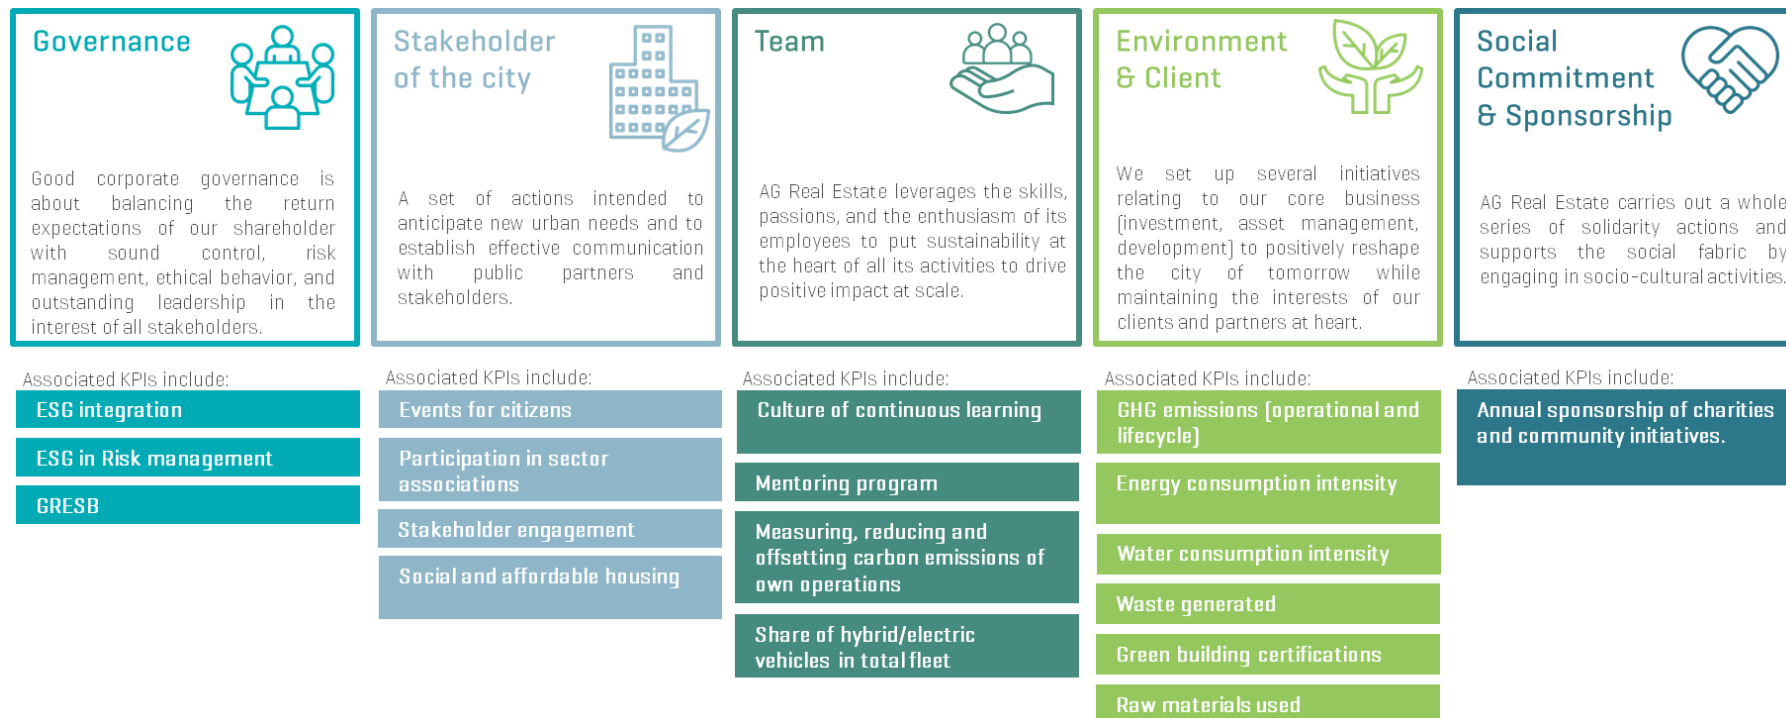 Governance
Good corporate governance is
about balancing the return
expectations of our shareholder
with sound control, risk
management, ethical behavior, and
outstanding leadership in the
interest of all stakeholders.
Associated KPIs include:
ESG integration
ESG in Risk management
GRESB
Stakeholder
of the city
A set of actions intended to
anticipate new urban needs and to
establish effective communication
with public partners and
stakeholders.
Associated KPIs include:
Events for citizens
Participation in sector
associations
Stakeholder engagement
Social and affordable housing
Team
AG Real Estate leverages the skills,
passions, and the enthusiasm of its
employees to put sustainability at
the heart of all its activities to drive
positive impact at scale.
Associated KPIs include:
Culture of continuous learning
Mentoring program
Measuring, reducing and
offsetting carbon emissions of
own operations
Share of hybrid/electric
vehicles in total fleet
Environment
& Client
We set up several initiatives
relating to our core business
(investment, asset management,
development) to positively reshape
the city of tomorrow while
maintaining the interests of our
clients and partners at heart.
Associated KPIs include:
GHG emissions (operational and
lifecycle)
Energy consumption intensity
Water consumption intensity
Waste generated
Green building certifications
Raw materials used
Social
Commitment
& Sponsorship
AG Real Estate carries out a whole
series of solidarity actions and
supports the social fabric by
engaging in socio-cultural activities.
Associated KPIs include:
Annual sponsorship of charities
and community initiatives.